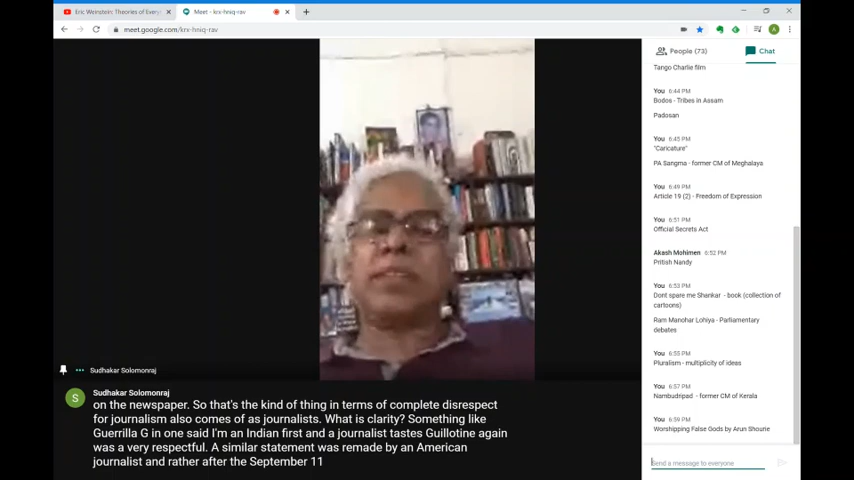 Eric Weinstein: Theories of Every
Meet - krv-hniq-rav
meet.google.com/krv-hniq-rav
People (73)
Chat
Tango Charlie film
You 6:44 PM
Bodos - Tribes in Assam
Padosan
You 6:45 PM
"Caricature"
PA Sangma - former CM of Meghalaya
You 6:49 PM
Article 19 (2) - Freedom of Expression
You 6:51 PM
Official Secrets Act
Akash Mohimen 6:52 PM
Pritish Nandy
You 6:53 PM
Dont spare me Shankar - book (collection of
cartoons)
Ram Manohar Lohiya - Parliamentary
debates
You 6:55 PM
Pluralism - multiplicity of ideas
You 6:57 PM
Nambudripad - former CM of Kerala
You 6:59 PM
Worshipping False Gods by Arun Shourie
Send a message to everyone
Sudhakar Solomonraj
S
Sudhakar Solomonraj
on the newspaper. So that's the kind of thing in terms of complete disrespect
for journalism also comes of as journalists. What is clarity? Something like
Guerrilla G in one said I'm an Indian first and a journalist tastes Guillotine again
was a very respectful. A similar statement was remade by an American
journalist and rather after the September 11